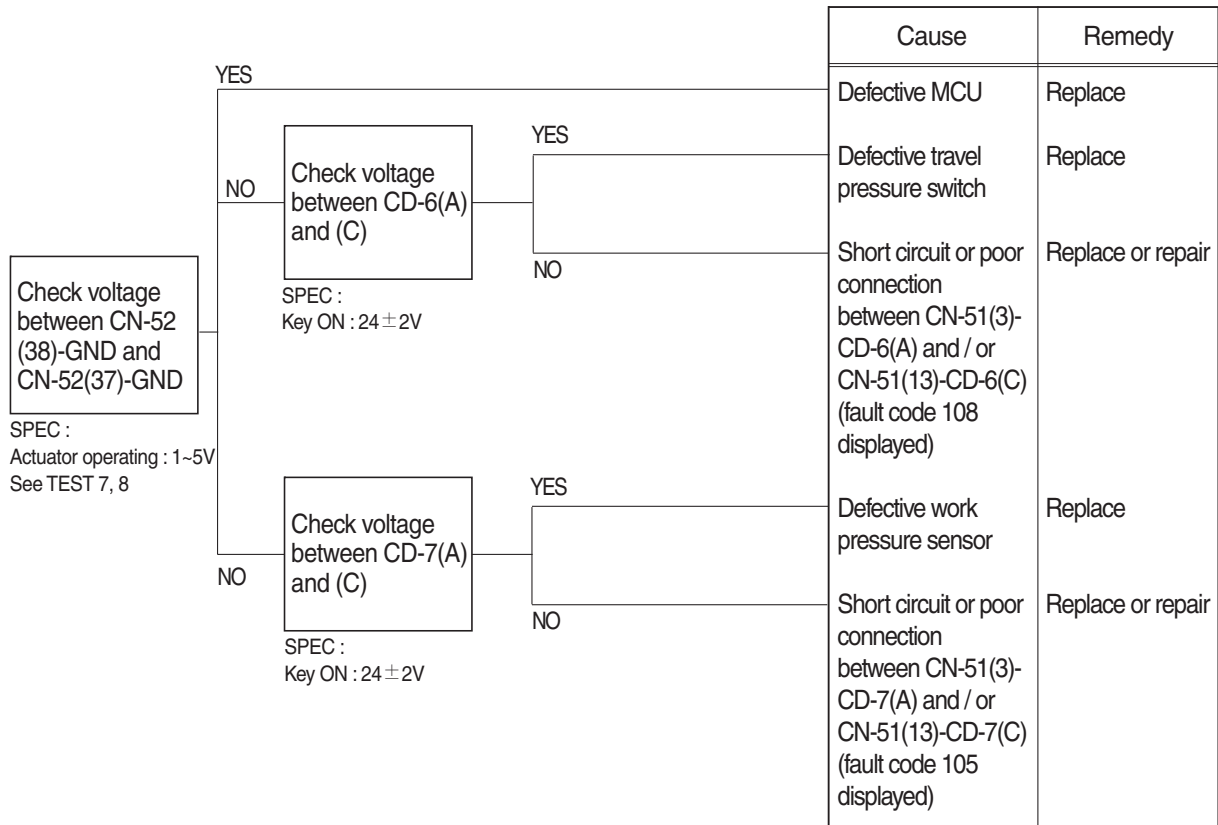 Cause
Remedy
YES
Defective MCU
Replace
NO
Check voltage
between CD-6(A)
and (C)
SPEC :
Key ON : 24±2V
YES
Defective travel
pressure switch
Replace
NO
Short circuit or poor
connection
between CN-51(3)-
CD-6(A) and / or
CN-51(13)-CD-6(C)
(fault code 108
displayed)
Replace or repair
Check voltage
between CN-52
(38)-GND and
CN-52(37)-GND
SPEC :
Actuator operating : 1~5V
See TEST 7, 8
NO
Check voltage
between CD-7(A)
and (C)
SPEC :
Key ON : 24±2V
YES
Defective work
pressure sensor
Replace
NO
Short circuit or poor
connection
between CN-51(3)-
CD-7(A) and / or
CN-51(13)-CD-7(C)
(fault code 105
displayed)
Replace or repair